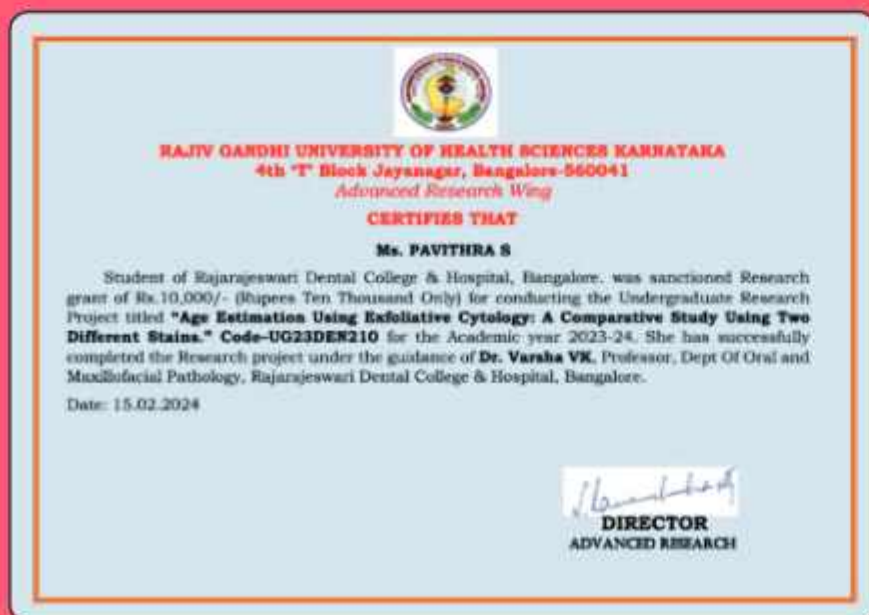 RAJIV GANDHI UNIVERSITY OF HEALTH SCIENCES KARNATAKA
4th "T" Block Jayanagar, Bangalore-560041
Advanced Research Wing
CERTIFIES THAT
Ms. PAVITHRA S
Student of Rajarajeswari Dental College & Hospital, Bangalore. was sanctioned Research
grant of Rs.10,000/- (Rupees Ten Thousand Only) for conducting the Undergraduate Research
Project titled "Age Estimation Using Exfoliative Cytology: A Comparative Study Using Two
Different Stains." Code-UG23DEN210 for the Academic year 2023-24. She has successfully
completed the Research project under the guidance of Dr. Varsha VK, Professor, Dept Of Oral and
Maxillofacial Pathology, Rajarajeswari Dental College & Hospital, Bangalore.
Date: 15.02.2024
DIRECTOR
ADVANCED RESEARCH